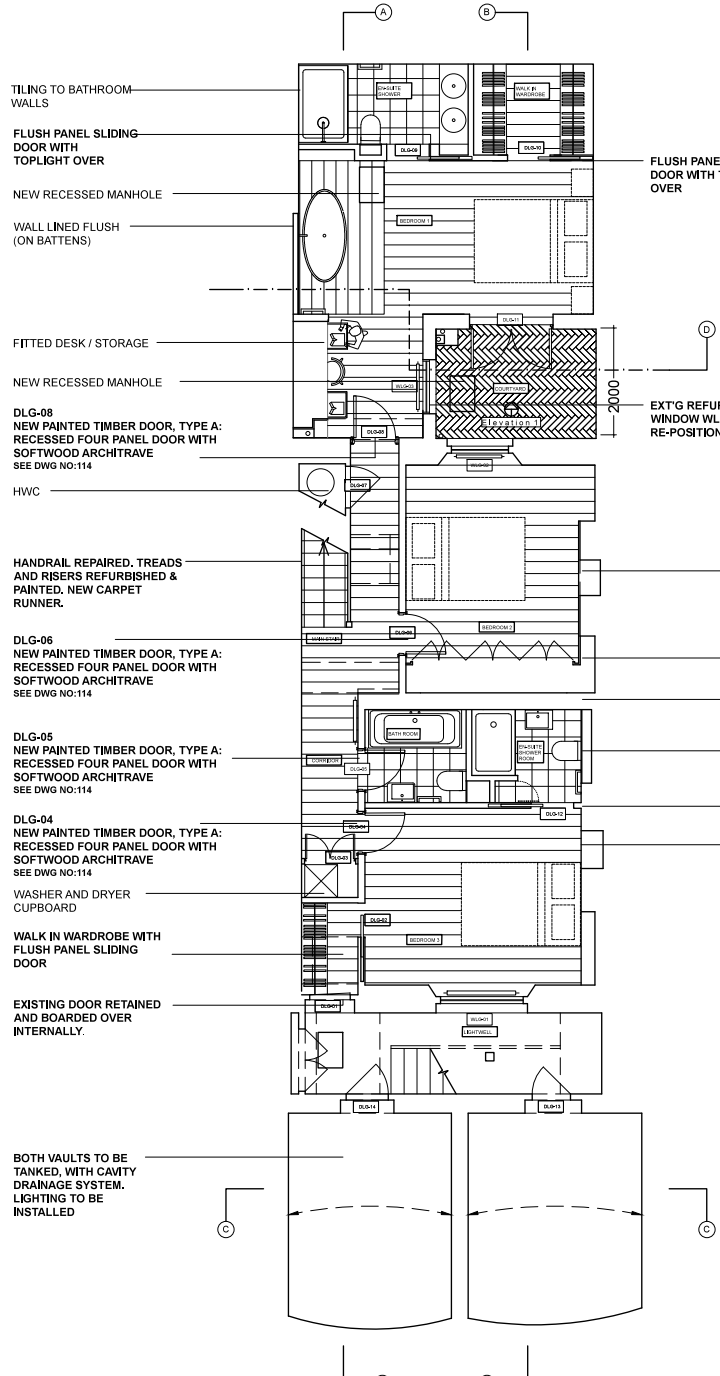 A
B
TILING TO BATHROOM
WALLS
FLUSH PANEL SLIDING
DOOR WITH
TOPLIGHT OVER
NEW RECESSED MANHOLE
WALL LINED FLUSH
(ON BATTENS)
FITTED DESK / STORAGE
NEW RECESSED MANHOLE
DLG-08
NEW PAINTED TIMBER DOOR, TYPE A:
RECESSED FOUR PANEL DOOR WITH
SOFTWOOD ARCHITRAVE
SEE DWG NO:114
HWC
HANDRAIL REPAIRED. TREADS
AND RISERS REFURBISHED &
PAINTED. NEW CARPET
RUNNER.
DLG-06
NEW PAINTED TIMBER DOOR, TYPE A:
RECESSED FOUR PANEL DOOR WITH
SOFTWOOD ARCHITRAVE
SEE DWG NO:114
DLG-05
NEW PAINTED TIMBER DOOR, TYPE A:
RECESSED FOUR PANEL DOOR WITH
SOFTWOOD ARCHITRAVE
SEE DWG NO:114
DLG-04
NEW PAINTED TIMBER DOOR, TYPE A:
RECESSED FOUR PANEL DOOR WITH
SOFTWOOD ARCHITRAVE
SEE DWG NO:114
WASHER AND DRYER
CUPBOARD
WALK IN WARDROBE WITH
FLUSH PANEL SLIDING
DOOR
EXISTING DOOR RETAINED
AND BOARDED OVER
INTERNALLY.
BOTH VAULTS TO BE
TANKED, WITH CAVITY
DRAINAGE SYSTEM.
LIGHTING TO BE
INSTALLED
EN-SUITE
SHOWER
WALK IN
WARDROBE
DLG-09
DLG-10
BEDROOM 1
DLG-11
WLG-03
COURTYARD
Elevation 1
2000
DLG-08
WLG-02
DLG-07
BEDROOM 2
MAIN STAIR
DLG-06
BATH ROOM
EN-SUITE
SHOWER
ROOM
CORRIDOR
DLG-05
DLG-12
DLG-04
DLG-03
DLG-02
BEDROOM 3
DLG-01
WLG-01
LIGHTWELL
DLG-14
DLG-13
FLUSH PANE
DOOR WITH T
OVER
D
EXT'G REFUR
WINDOW WL
RE-POSITION
C
C